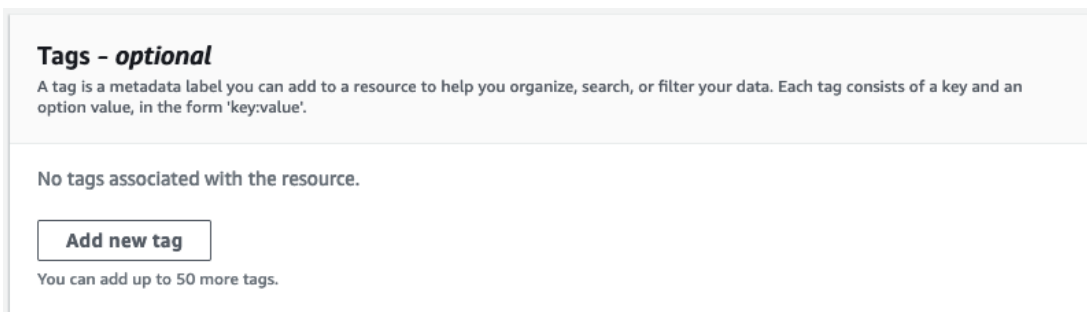 Tags - optional
A tag is a metadata label you can add to a resource to help you organize, search, or filter your data. Each tag consists of a key and an
option value, in the form 'key:value'.
No tags associated with the resource.
Add new tag
You can add up to 50 more tags.